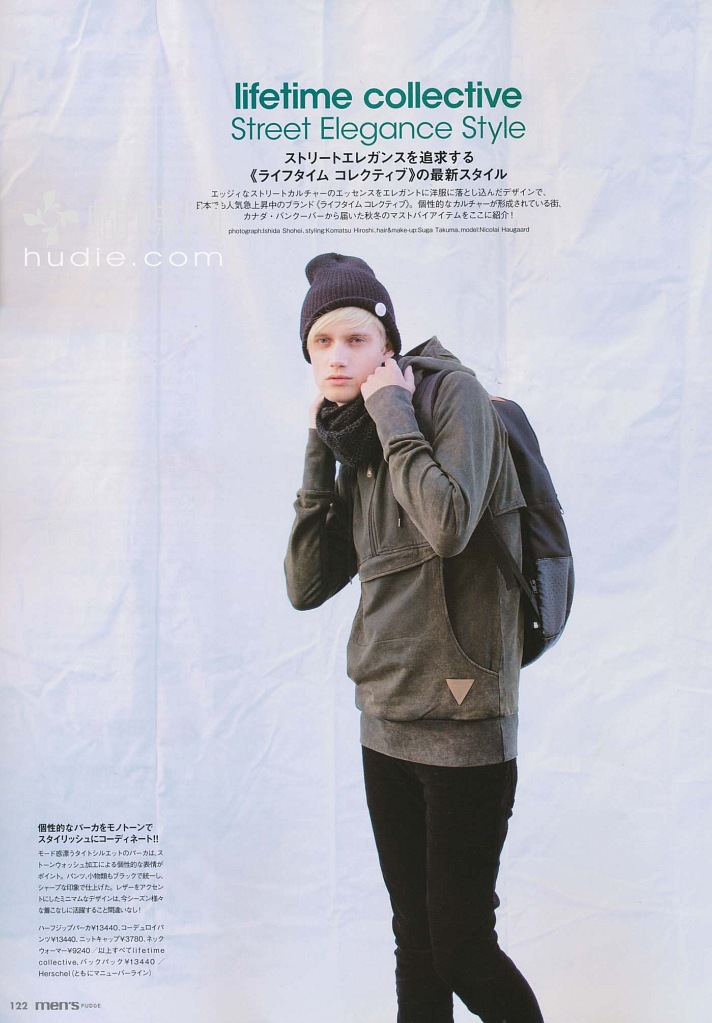 lifetime collective
Street Elegance Style
ストリートエレガンスを追求する
《ライフタイム コレクティブ》の最新スタイル
エッジィなストリートカルチャーのエッセンスをエレガントに洋服に落とし込んだデザインで、
日本でも人気急上昇中のブランド《ライフタイム コレクティブ》。個性的なカルチャーが形成されている街、
カナダ・バンクーバーから届いた秋冬のマストバイアイテムをここに紹介！
photograph:Ishida Shohei, styling:Komatsu Hiroshi, hair&make-up:Suga Takuma, model:Nicolai Haugaard
hudie.com
個性的なパーカをモノトーンで
スタイリッシュにコーディネート!!
モード感漂うタイトシルエットのパーカは、ス
トーンウォッシュ加工による個性的な表情が
ポイント。パンツ、小物類もブラックで統一し、
シャープな印象で仕上げた。レザーをアクセン
トにしたミニマムなデザインは、今シーズン様々
な着こなしに活躍すること間違いなし！
ハーフジップパーカ¥13440、コーデュロイパ
ンツ¥13440、ニットキャップ¥3780、ネック
ウォーマー¥9240／以上すべてlifetime
collective、バックパック¥13440／
Herschel（ともにマニューバーライン）
122 men's FUDGE